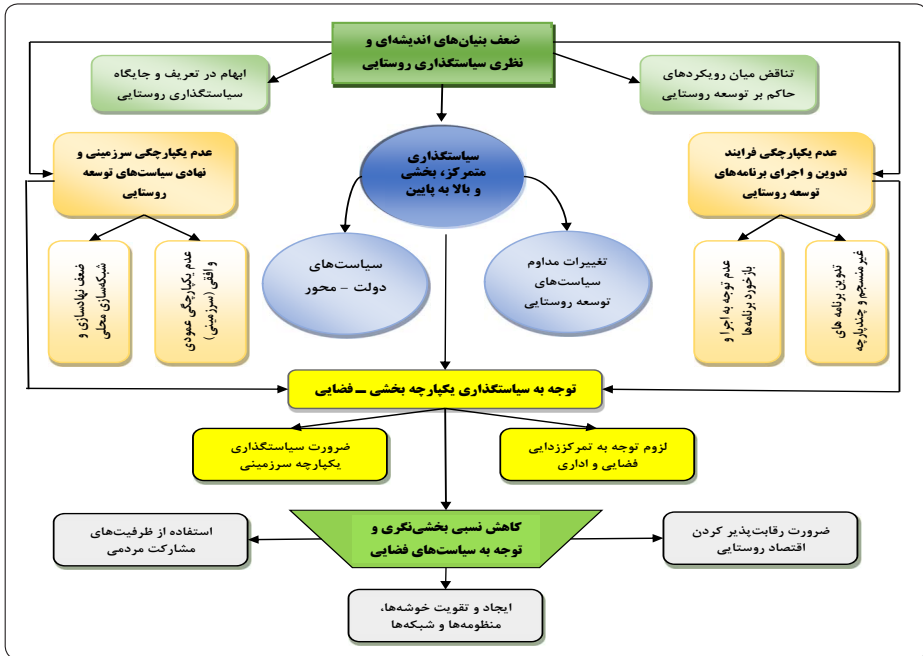 ضعف بنیان‌های اندیشه‌ای و
نظری سیاستگذاری روستایی
تناقض میان رویکردهای
حاکم بر توسعه روستایی
ابهام در تعریف و جایگاه
سیاستگذاری روستایی
عدم یکپارچگی فرایند
تدوین و اجرای برنامه‌های
توسعه روستایی
سیاستگذاری
متمرکز، بخشی
و بالا به پایین
عدم یکپارچگی سرزمینی و
نهادی سیاست‌های توسعه
روستایی
تدوین برنامه های
غیر منسجم و چندپارچه
عدم توجه به اجرا و
بازخورد برنامه‌ها
تغییرات مداوم
سیاست‌های
توسعه روستایی
سیاست‌های
دولت – محور
عدم یکپارچگی عمودی
و افقی (سرزمینی)
ضعف نهادسازی و
شبکه‌سازی محلی
توجه به سیاستگذاری یکپارچه بخشی – فضایی
لزوم توجه به تمرکززدایی
فضایی و اداری
ضرورت سیاستگذاری
یکپارچه سرزمینی
کاهش نسبی بخشی‌نگری و
توجه به سیاست‌های فضایی
ضرورت رقابت‌پذیر کردن
اقتصاد روستایی
استفاده از ظرفیت‌های
مشارکت مردمی
ایجاد و تقویت خوشه‌ها،
منظومه‌ها و شبکه‌ها